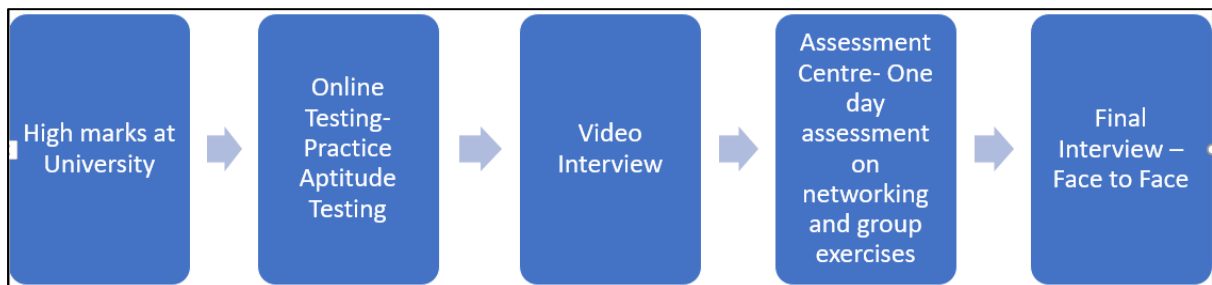 High marks at
University
Online
Testing-
Practice
Aptitude
Testing
Video
Interview
Assessment
Centre- One
day
assessment
on
networking
and group
exercises
Final
Interview –
Face to Face